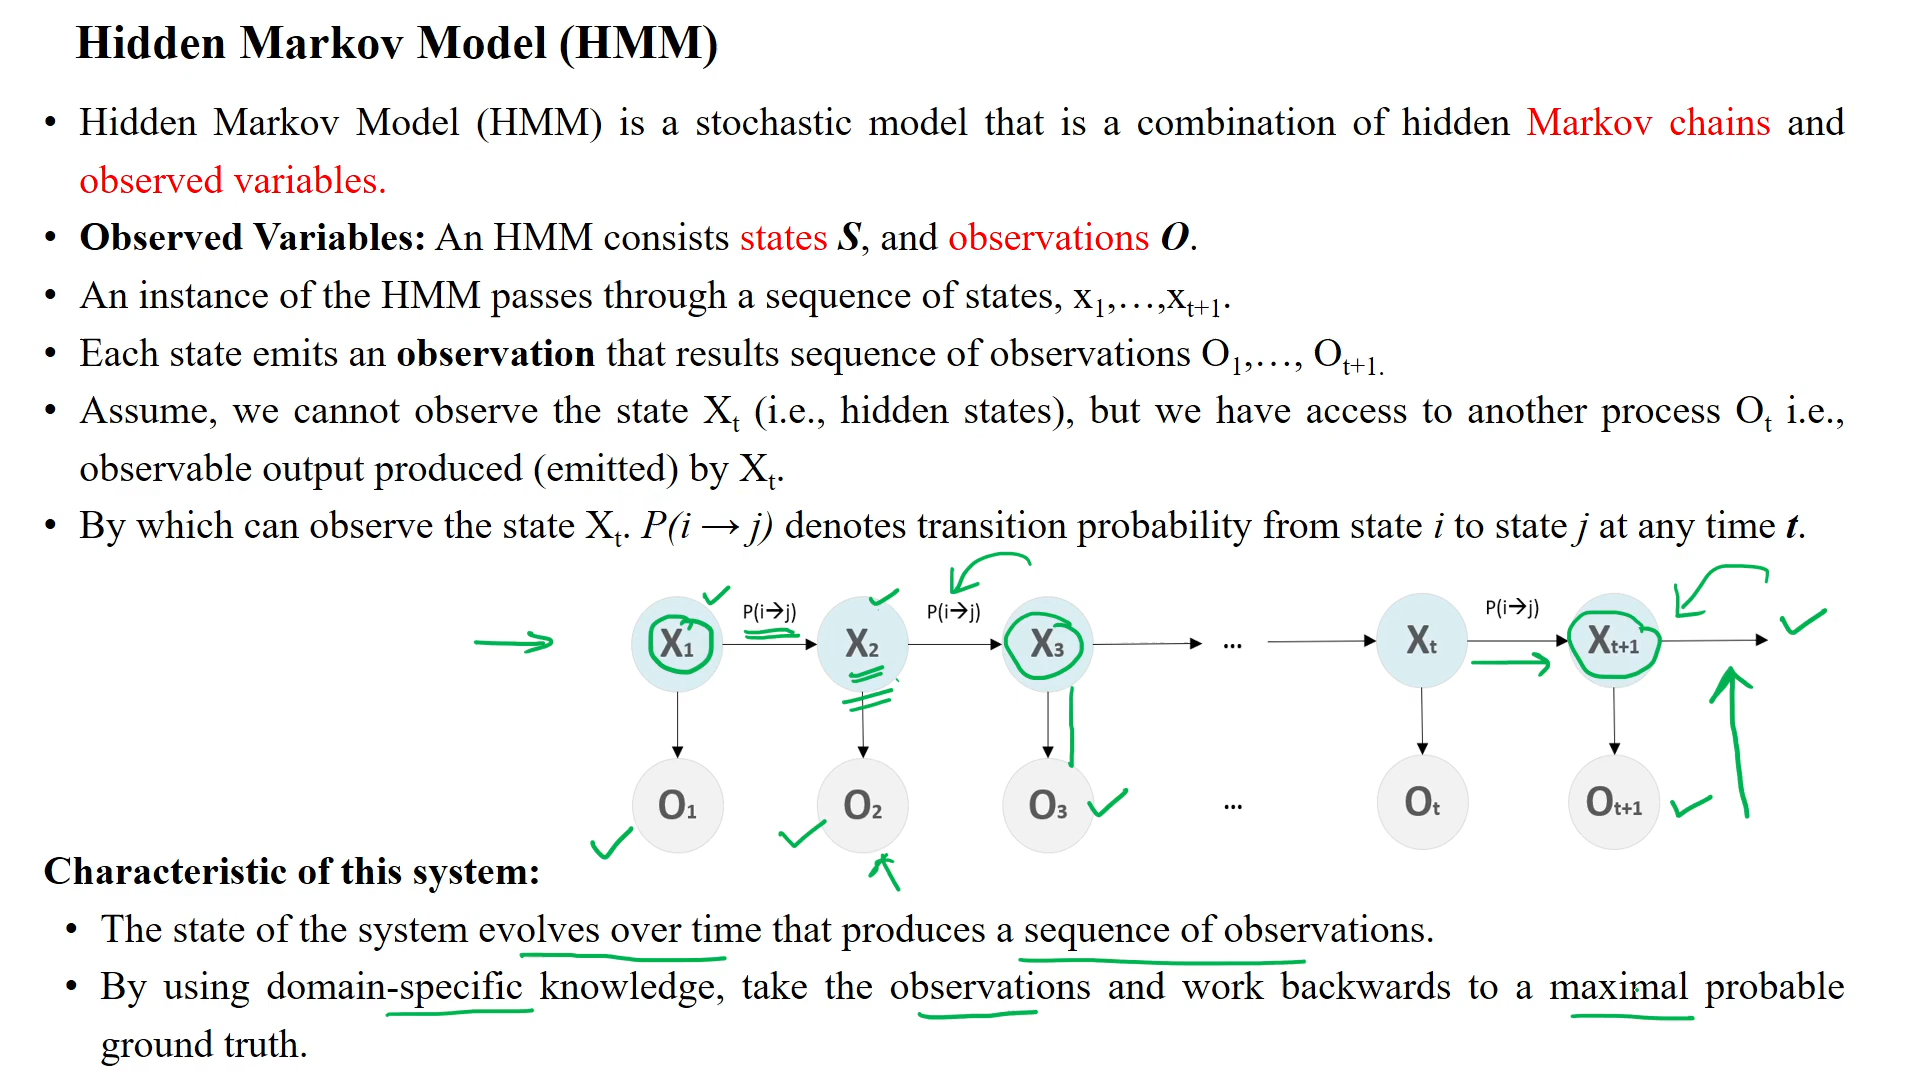 Hidden Markov Model (HMM)
• Hidden Markov Model (HMM) is a stochastic model that is a combination of hidden Markov chains and
observed variables.
• Observed Variables: An HMM consists states S, and observations O.
• An instance of the HMM passes through a sequence of states, x₁,…,xₜ₊₁.
• Each state emits an observation that results sequence of observations O₁,…, Oₜ₊₁.
• Assume, we cannot observe the state Xₜ (i.e., hidden states), but we have access to another process Oₜ i.e.,
observable output produced (emitted) by Xₜ.
• By which can observe the state Xₜ. P(i → j) denotes transition probability from state i to state j at any time t.
P(i→j) P(i→j) P(i→j)
X₁ X₂ X₃ ... Xₜ Xₜ₊₁
O₁ O₂ O₃ ... Oₜ Oₜ₊₁
Characteristic of this system:
• The state of the system evolves over time that produces a sequence of observations.
• By using domain-specific knowledge, take the observations and work backwards to a maximal probable
ground truth.